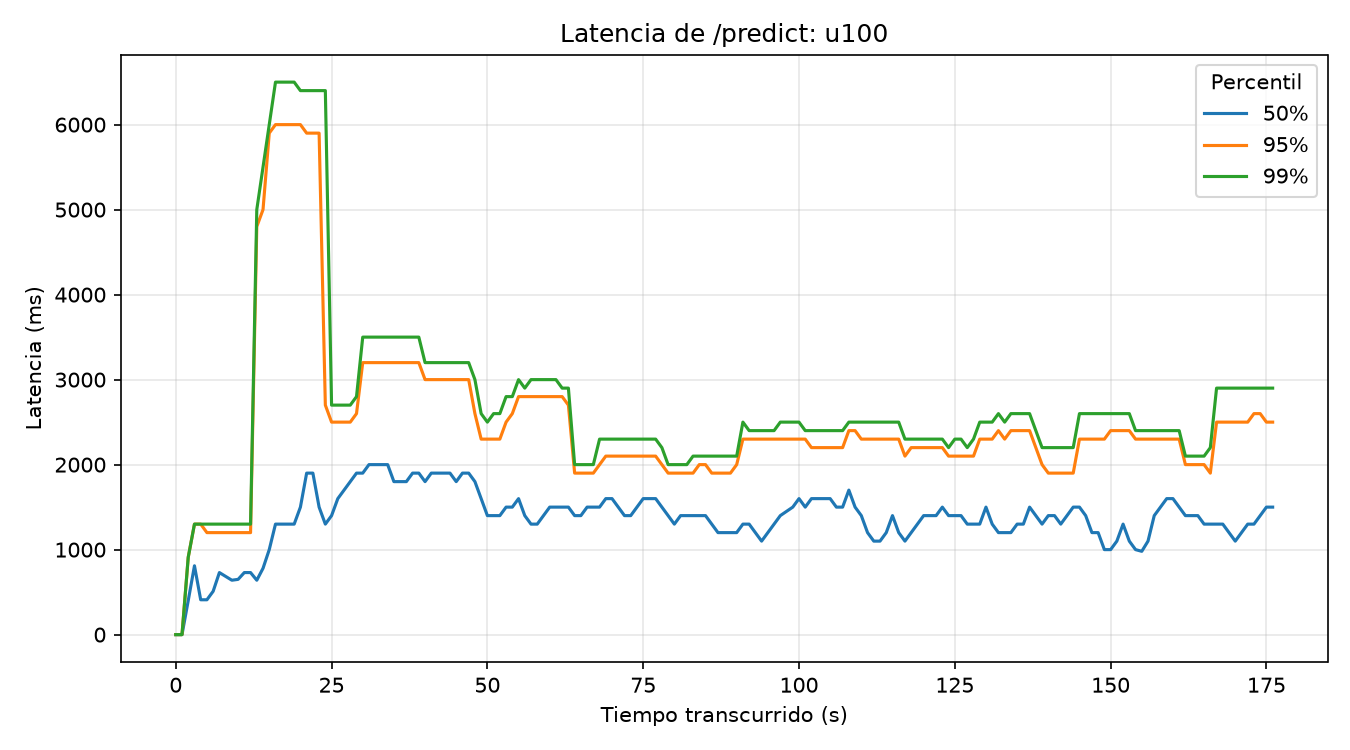 Latencia de /predict: u100
Percentil
50%
95%
99%
Latencia (ms)
6000
5000
4000
3000
2000
1000
0
0 25 50 75 100 125 150 175
Tiempo transcurrido (s)